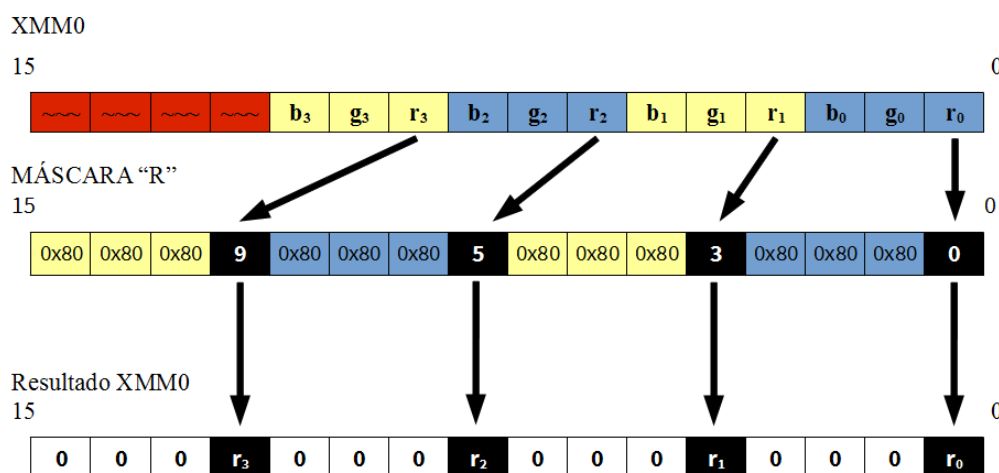 XMM0
15 0
~~~ ~~~ ~~~ ~~~ b₃ g₃ r₃ b₂ g₂ r₂ b₁ g₁ r₁ b₀ g₀ r₀
MÁSCARA “R”
15 0
0x80 0x80 0x80 9 0x80 0x80 0x80 5 0x80 0x80 0x80 3 0x80 0x80 0x80 0
Resultado XMM0
15 0
0 0 0 r₃ 0 0 0 r₂ 0 0 0 r₁ 0 0 0 r₀